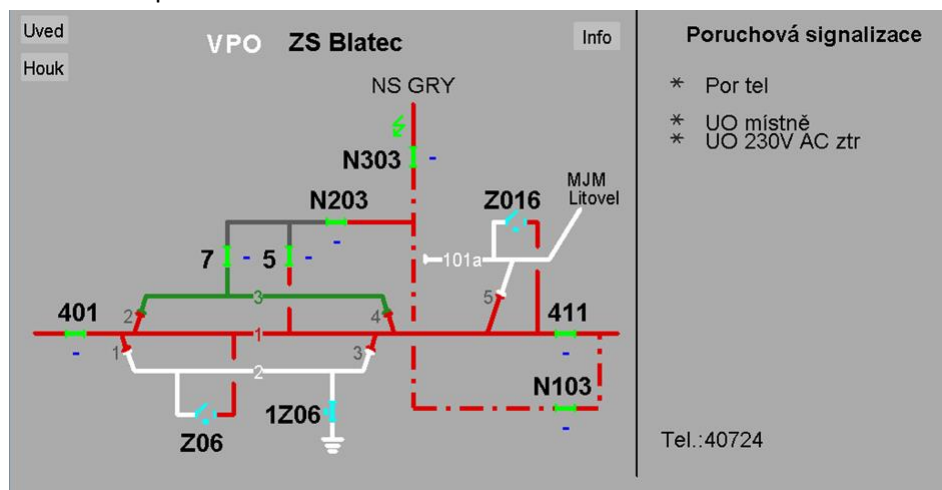 Uved
Houk
VPO ZS Blatec
Info
NS GRY
N303 -
N203
-
Z016
MJM
Litovel
7 - 5 -
101a
5
3
401
2
4
411
-
1
-
1
3
2
N103
-
Z06
1Z06
Poruchová signalizace
* Por tel
* UO místně
* UO 230V AC ztr
Tel.:40724